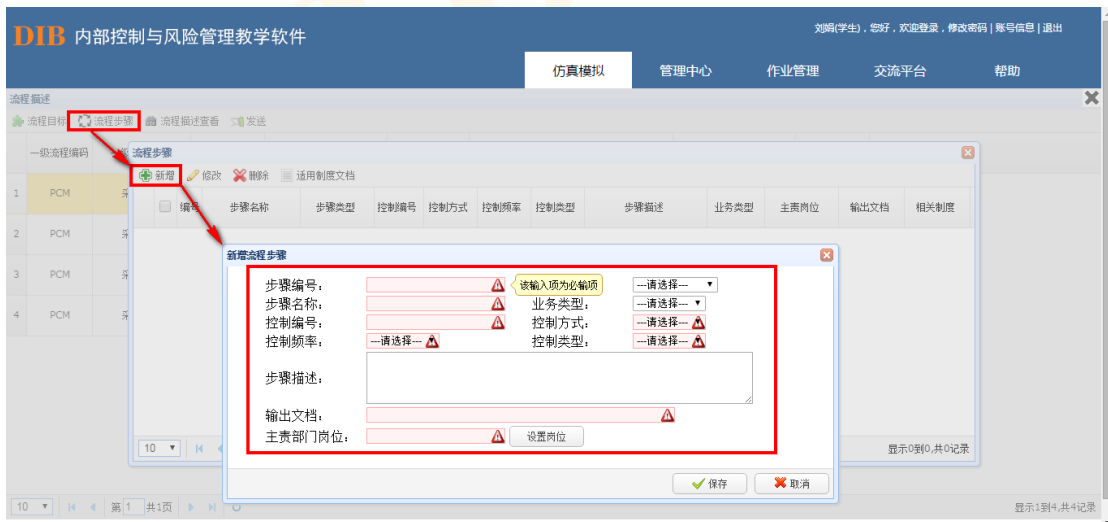 DIB 内部控制与风险管理教学软件
刘娟(学生)，您好，欢迎登录，修改密码 | 账号信息 | 退出
仿真模拟 管理中心 作业管理 交流平台 帮助
流程描述
流程目标 流程步骤 流程描述查看 发送
一级流程编码
流程步骤
新增 修改 删除 适用制度文档
编号 步骤名称 步骤类型 控制编号 控制方式 控制频率 控制类型 步骤描述 业务类型 主责岗位 输出文档 相关制度
1 PCM
2 PCM
3 PCM
4 PCM
新增流程步骤
步骤编号： 该输入项为必输项 ---请选择---
步骤名称： 业务类型： ---请选择---
控制编号： 控制方式： ---请选择---
控制频率： ---请选择--- 控制类型： ---请选择---
步骤描述：
输出文档：
主责部门岗位： 设置岗位
保存 取消
10 显示0到0,共0记录
10 第 1 共1页 显示1到4,共4记录